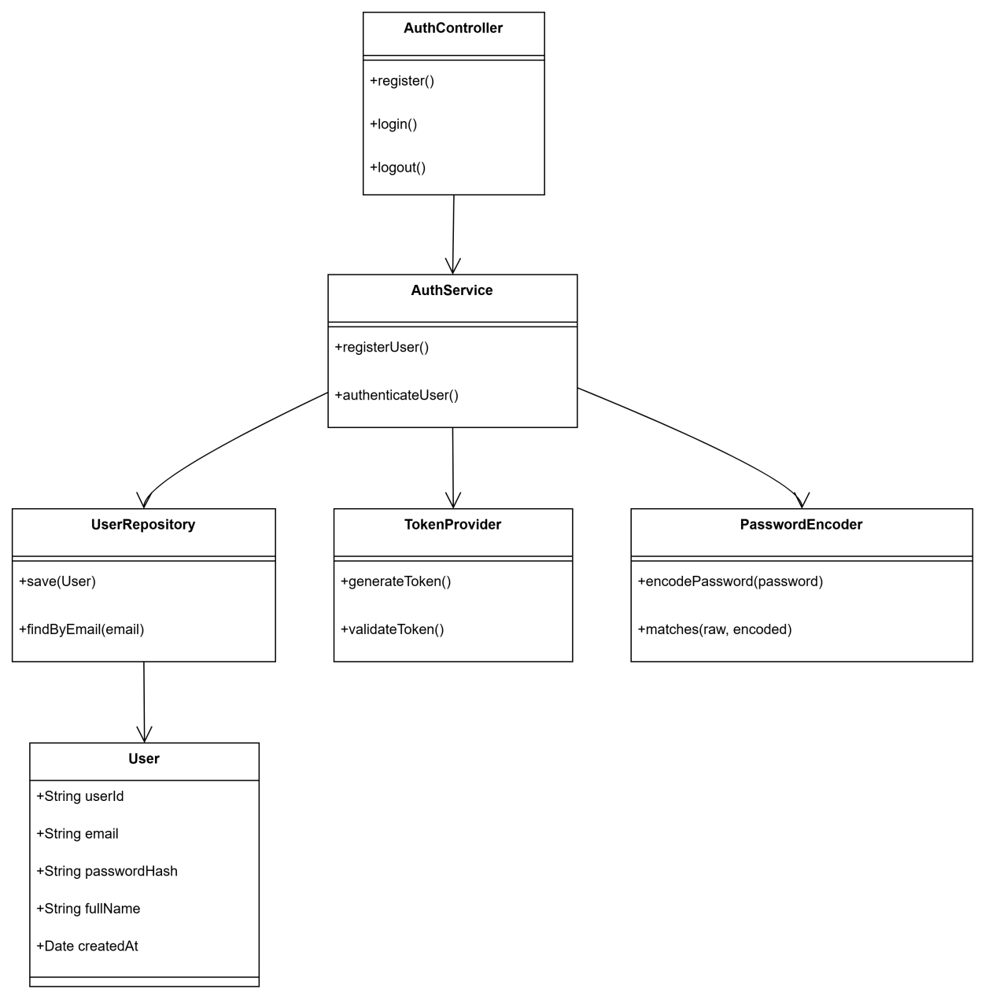 AuthController
+register()
+login()
+logout()
AuthService
+registerUser()
+authenticateUser()
UserRepository
+save(User)
+findByEmail(email)
TokenProvider
+generateToken()
+validateToken()
PasswordEncoder
+encodePassword(password)
+matches(raw, encoded)
User
+String userId
+String email
+String passwordHash
+String fullName
+Date createdAt